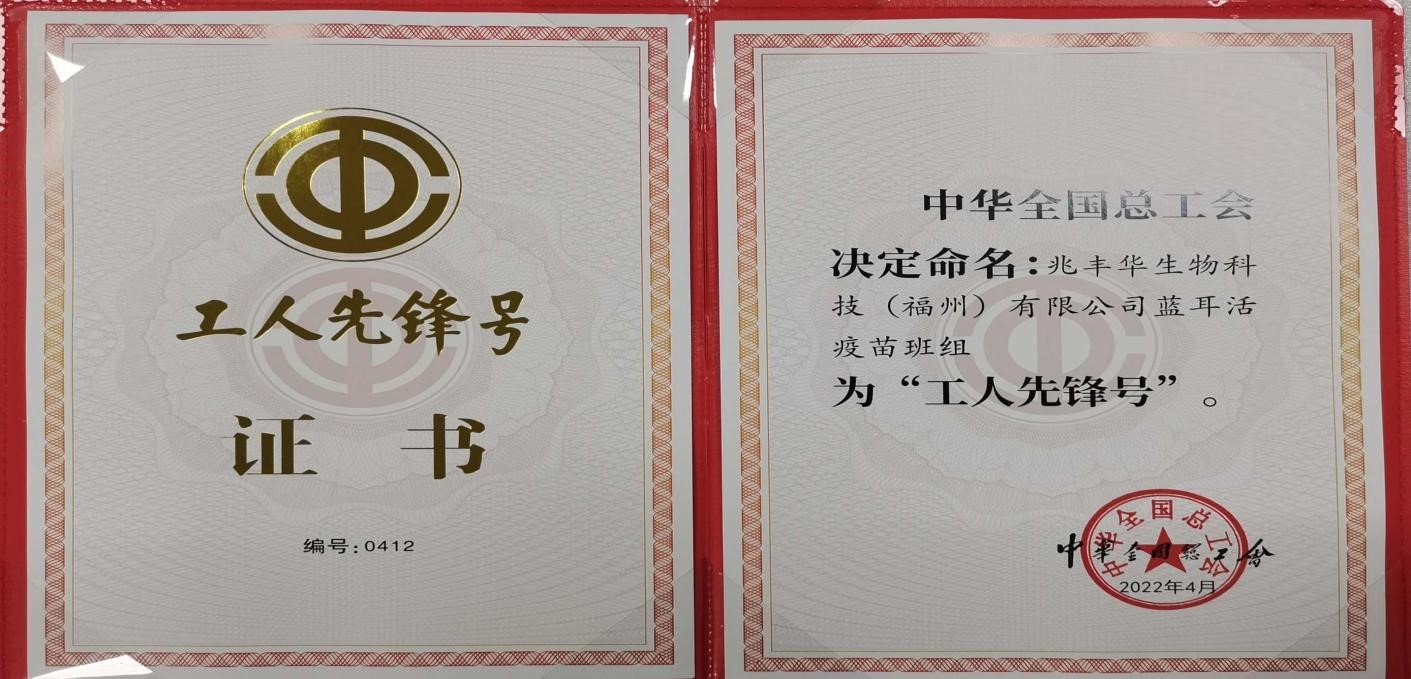 工人先锋号
证 书
编号:0412
中华全国总工会
决定命名:兆丰华生物科
技（福州）有限公司蓝耳活
疫苗班组
为“工人先锋号”。
中华全国总工会
中华全国總工会
2022年4月